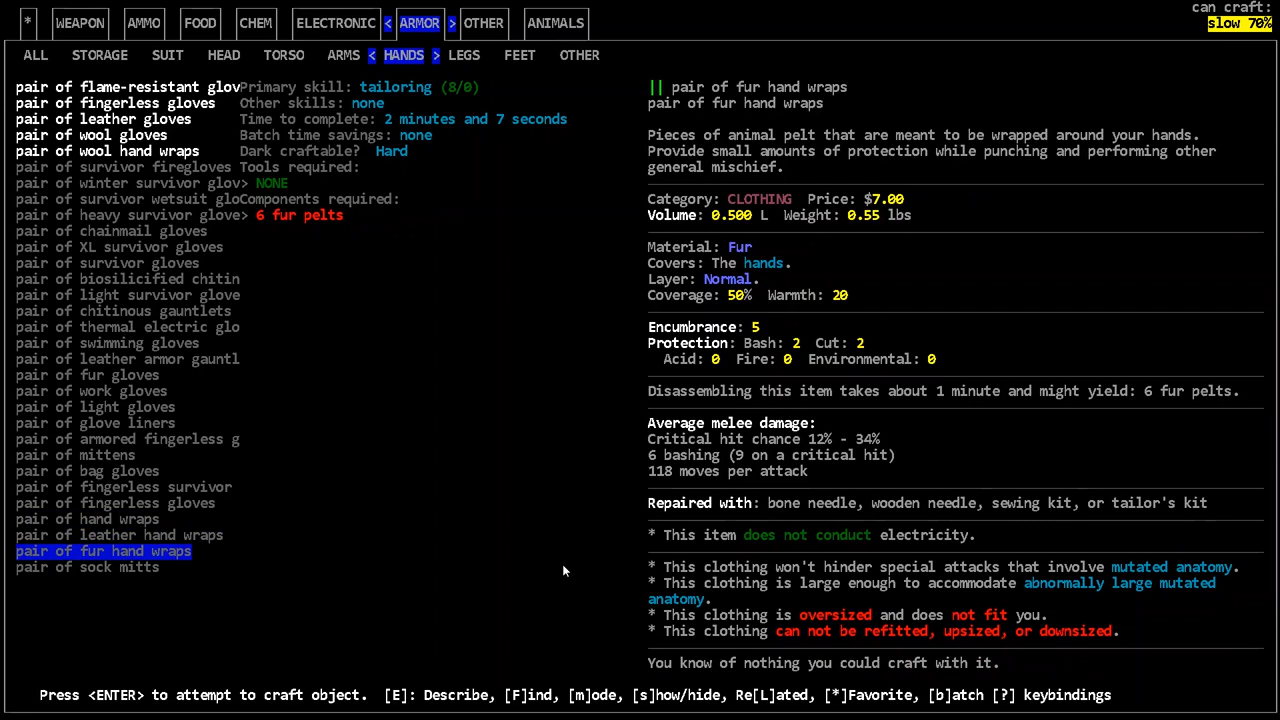 can craft:
* WEAPON AMMO FOOD CHEM ELECTRONIC < ARMOR > OTHER ANIMALS slow 70%
ALL STORAGE SUIT HEAD TORSO ARMS < HANDS > LEGS FEET OTHER
pair of flame-resistant glov
pair of fingerless gloves
pair of leather gloves
pair of wool gloves
pair of wool hand wraps
pair of survivor firegloves
pair of winter survivor glov
pair of survivor wetsuit glo
pair of heavy survivor glove
pair of chainmail gloves
pair of XL survivor gloves
pair of survivor gloves
pair of biosilicified chitin
pair of light survivor glove
pair of chitinous gauntlets
pair of thermal electric glo
pair of swimming gloves
pair of leather armor gauntl
pair of fur gloves
pair of work gloves
pair of light gloves
pair of glove liners
pair of armored fingerless g
pair of mittens
pair of bag gloves
pair of fingerless survivor
pair of fingerless gloves
pair of hand wraps
pair of leather hand wraps
pair of fur hand wraps
pair of sock mitts
Primary skill: tailoring (8/0)
Other skills: none
Time to complete: 2 minutes and 7 seconds
Batch time savings: none
Dark craftable? Hard
Tools required:
> NONE
Components required:
> 6 fur pelts
|| pair of fur hand wraps
pair of fur hand wraps
Pieces of animal pelt that are meant to be wrapped around your hands.
Provide small amounts of protection while punching and performing other
general mischief.
Category: CLOTHING Price: $7.00
Volume: 0.500 L Weight: 0.55 lbs
Material: Fur
Covers: The hands.
Layer: Normal.
Coverage: 50% Warmth: 20
Encumbrance: 5
Protection: Bash: 2 Cut: 2
Acid: 0 Fire: 0 Environmental: 0
Disassembling this item takes about 1 minute and might yield: 6 fur pelts.
Average melee damage:
Critical hit chance 12% - 34%
6 bashing (9 on a critical hit)
118 moves per attack
Repaired with: bone needle, wooden needle, sewing kit, or tailor's kit
* This item does not conduct electricity.
* This clothing won't hinder special attacks that involve mutated anatomy.
* This clothing is large enough to accommodate abnormally large mutated
anatomy.
* This clothing is oversized and does not fit you.
* This clothing can not be refitted, upsized, or downsized.
You know of nothing you could craft with it.
Press <ENTER> to attempt to craft object. [E]: Describe, [F]ind, [m]ode, [s]how/hide, Re[L]ated, [*]Favorite, [b]atch [?] keybindings